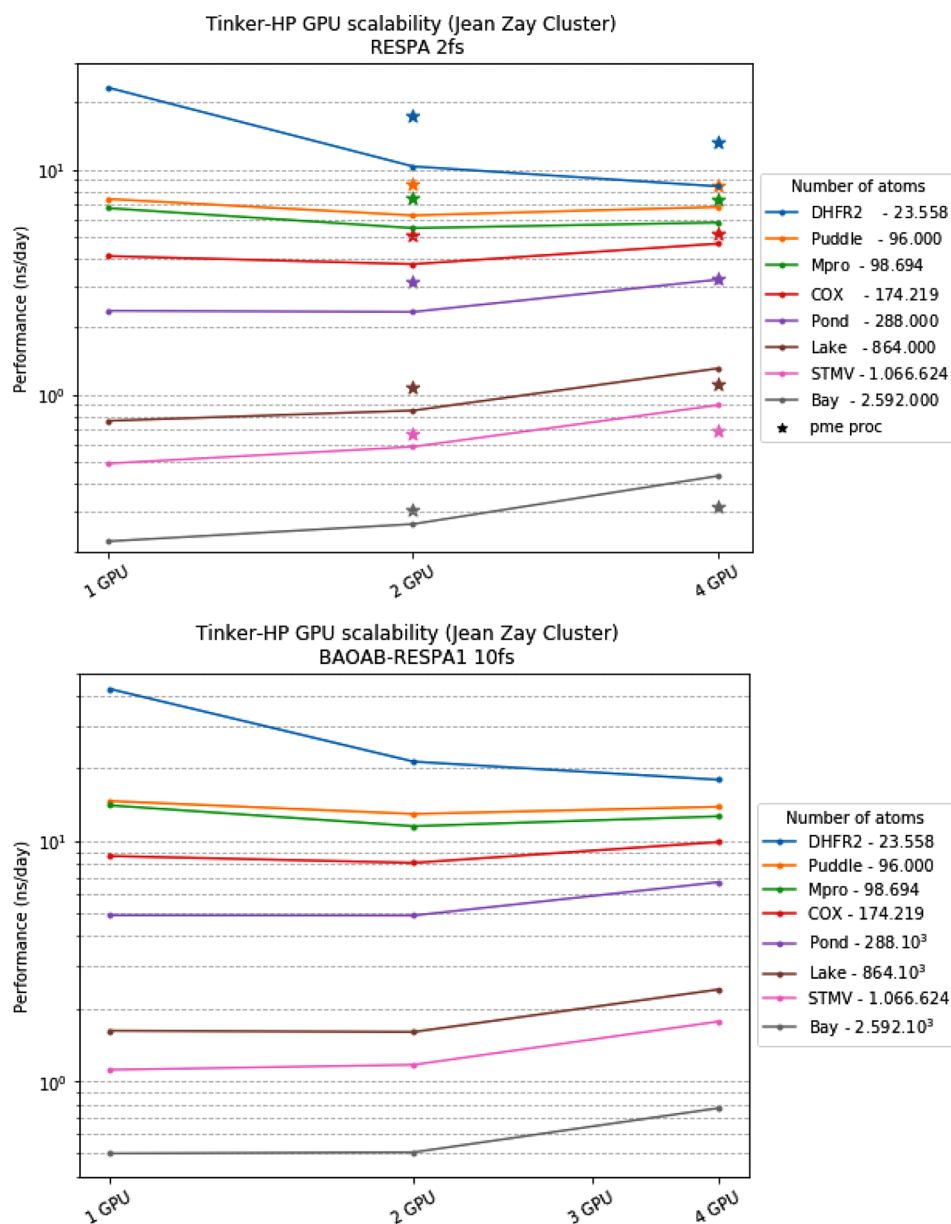 Tinker-HP GPU scalability (Jean Zay Cluster)
RESPA 2fs
Performance (ns/day)
10¹
10⁰
1 GPU
2 GPU
4 GPU
Number of atoms
DHFR2 - 23.558
Puddle - 96.000
Mpro - 98.694
COX - 174.219
Pond - 288.000
Lake - 864.000
STMV - 1.066.624
Bay - 2.592.000
pme proc
Tinker-HP GPU scalability (Jean Zay Cluster)
BAOAB-RESPA1 10fs
Performance (ns/day)
10¹
10⁰
1 GPU
2 GPU
3 GPU
4 GPU
Number of atoms
DHFR2 - 23.558
Puddle - 96.000
Mpro - 98.694
COX - 174.219
Pond - 288.10³
Lake - 864.10³
STMV - 1.066.624
Bay - 2.592.10³